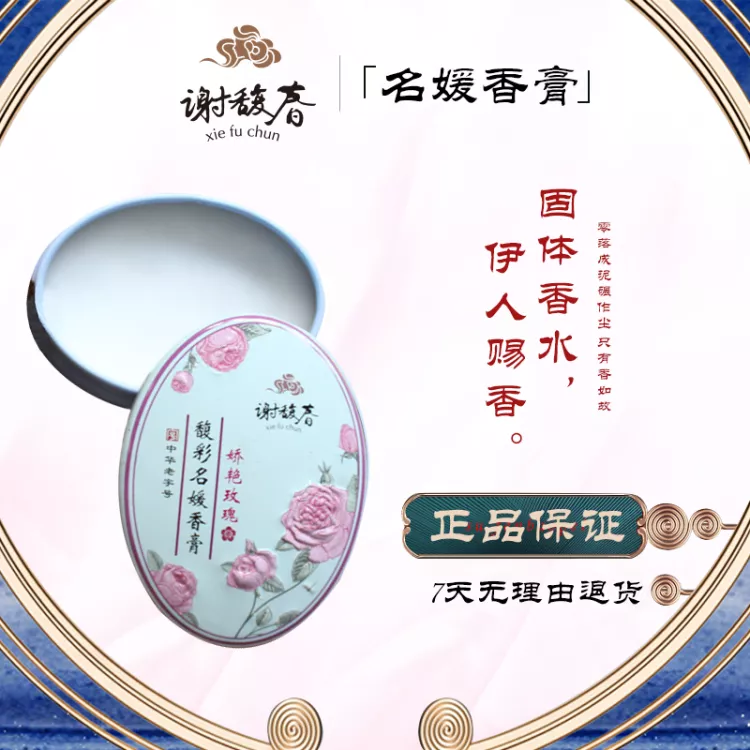 谢馥春
xie fu chun
「名媛香膏」
固体香水，
伊人赐香。
零落成泥碾作尘 只有香如故
谢馥春
xie fu chun
娇艳玫瑰
馥彩名媛香膏
中华老字号
正品保证
7天无理由退货